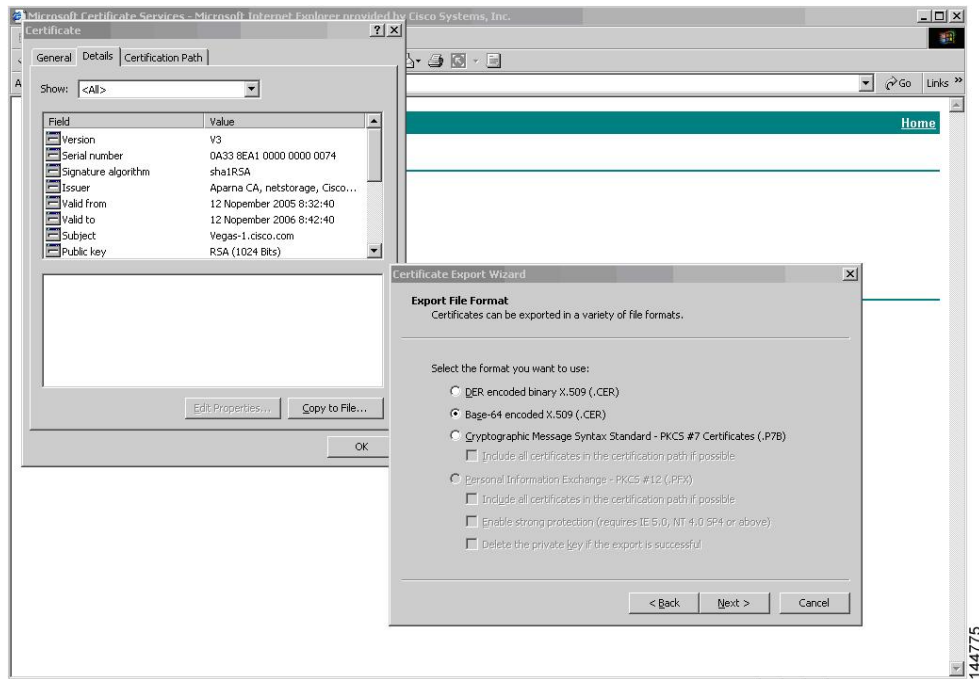 Microsoft Certificate Services - Microsoft Internet Explorer provided by Cisco Systems, Inc.
Certificate
General Details Certification Path
Show: <All>
Field Value
Version V3
Serial number 0A33 8EA1 0000 0000 0074
Signature algorithm sha1RSA
Issuer Aparna CA, netstorage, Cisco...
Valid from 12 Nopember 2005 8:32:40
Valid to 12 Nopember 2006 8:42:40
Subject Vegas-1.cisco.com
Public key RSA (1024 Bits)
Edit Properties... Copy to File...
OK
Go Links »
Home
Certificate Export Wizard
Export File Format
Certificates can be exported in a variety of file formats.
Select the format you want to use:
DER encoded binary X.509 (.CER)
Base-64 encoded X.509 (.CER)
Cryptographic Message Syntax Standard - PKCS #7 Certificates (.P7B)
Include all certificates in the certification path if possible
Personal Information Exchange - PKCS #12 (.PFX)
Include all certificates in the certification path if possible
Enable strong protection (requires IE 5.0, NT 4.0 SP4 or above)
Delete the private key if the export is successful
< Back Next > Cancel
144775